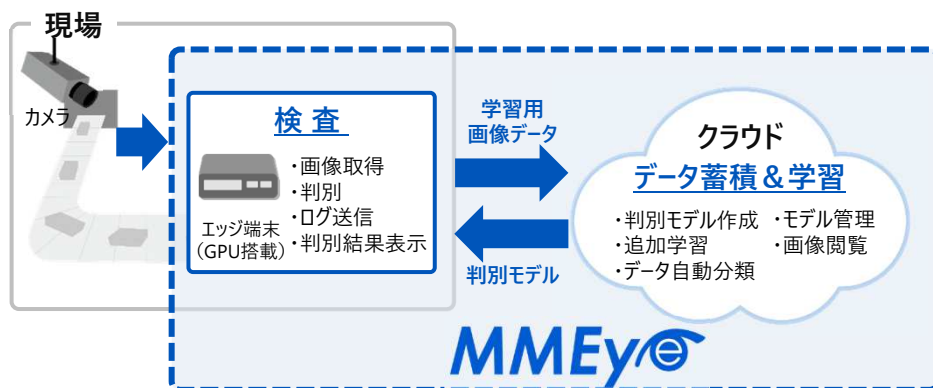 現場
カメラ
検査
・画像取得
・判別
・ログ送信
・判別結果表示
エッジ端末
(GPU搭載)
学習用
画像データ
判別モデル
クラウド
データ蓄積&学習
・判別モデル作成 ・モデル管理
・追加学習 ・画像閲覧
・データ自動分類
MMEye